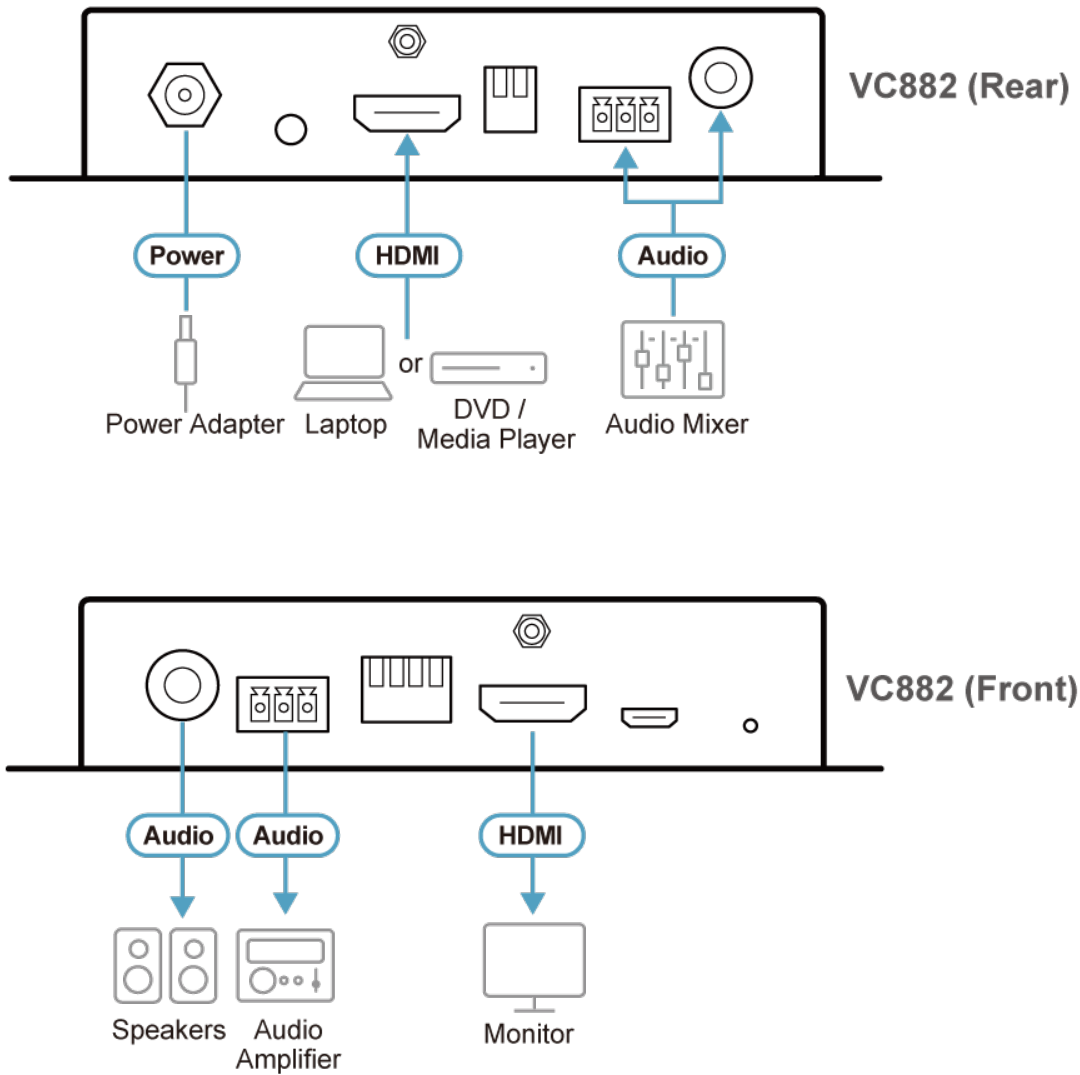 VC882 (Rear)
Power
HDMI
Audio
or
Power Adapter
Laptop
DVD /
Media Player
Audio Mixer
VC882 (Front)
Audio
Audio
HDMI
Speakers
Audio
Amplifier
Monitor